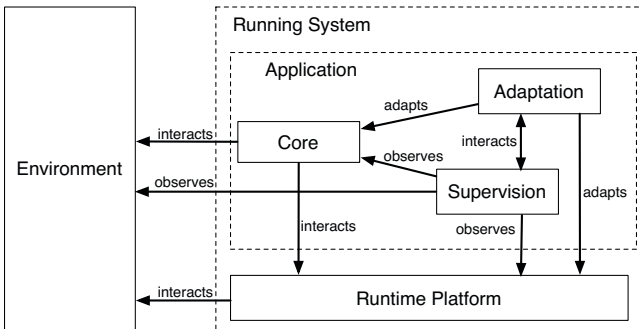 Running System
Application
Adaptation
adapts
interacts
Core
interacts
observes
Environment
observes
Supervision
adapts
interacts
observes
interacts
Runtime Platform